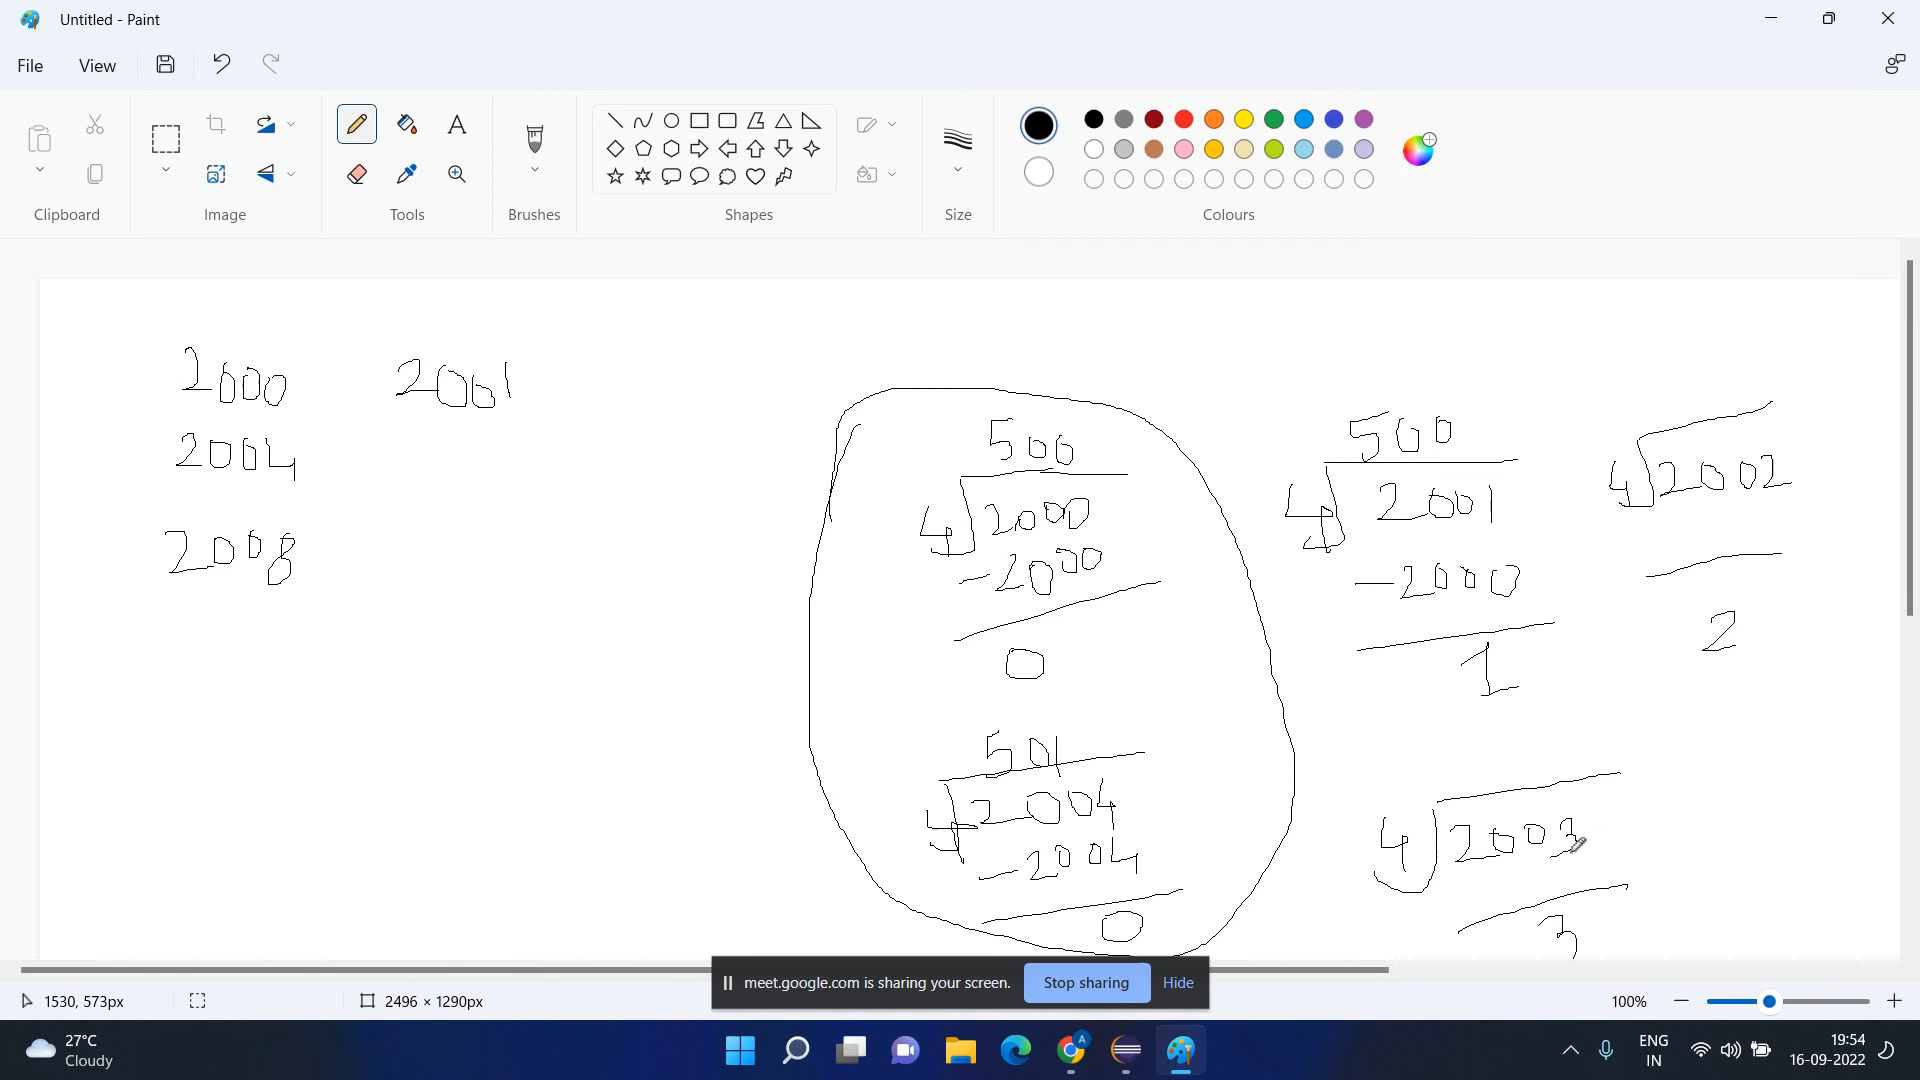 Untitled - Paint
File View
Clipboard Image Tools Brushes Shapes Size Colours
2000 2001
2004
2008
500
4 2000
-2000
0
501
4 2004
-2004
0
500
4 2001
-2000
1
4 2002
2
4 2003
3
meet.google.com is sharing your screen. Stop sharing Hide
1530, 573px 2496 × 1290px 100%
27°C
Cloudy
A
ENG
IN
19:54
16-09-2022